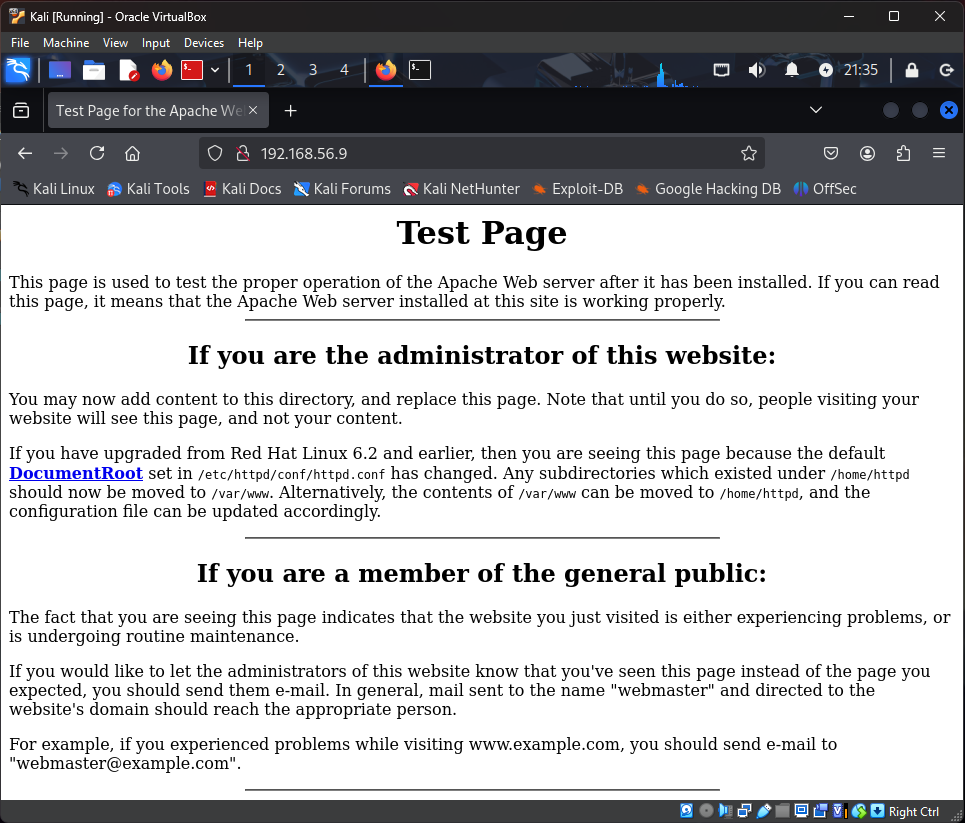 Kali [Running] - Oracle VirtualBox
File Machine View Input Devices Help
1 2 3 4 21:35
Test Page for the Apache We
192.168.56.9
Kali Linux Kali Tools Kali Docs Kali Forums Kali NetHunter Exploit-DB Google Hacking DB OffSec
Test Page
This page is used to test the proper operation of the Apache Web server after it has been installed. If you can read
this page, it means that the Apache Web server installed at this site is working properly.
If you are the administrator of this website:
You may now add content to this directory, and replace this page. Note that until you do so, people visiting your
website will see this page, and not your content.
If you have upgraded from Red Hat Linux 6.2 and earlier, then you are seeing this page because the default
DocumentRoot set in /etc/httpd/conf/httpd.conf has changed. Any subdirectories which existed under /home/httpd
should now be moved to /var/www. Alternatively, the contents of /var/www can be moved to /home/httpd, and the
configuration file can be updated accordingly.
If you are a member of the general public:
The fact that you are seeing this page indicates that the website you just visited is either experiencing problems, or
is undergoing routine maintenance.
If you would like to let the administrators of this website know that you've seen this page instead of the page you
expected, you should send them e-mail. In general, mail sent to the name "webmaster" and directed to the
website's domain should reach the appropriate person.
For example, if you experienced problems while visiting www.example.com, you should send e-mail to
"webmaster@example.com".
Right Ctrl